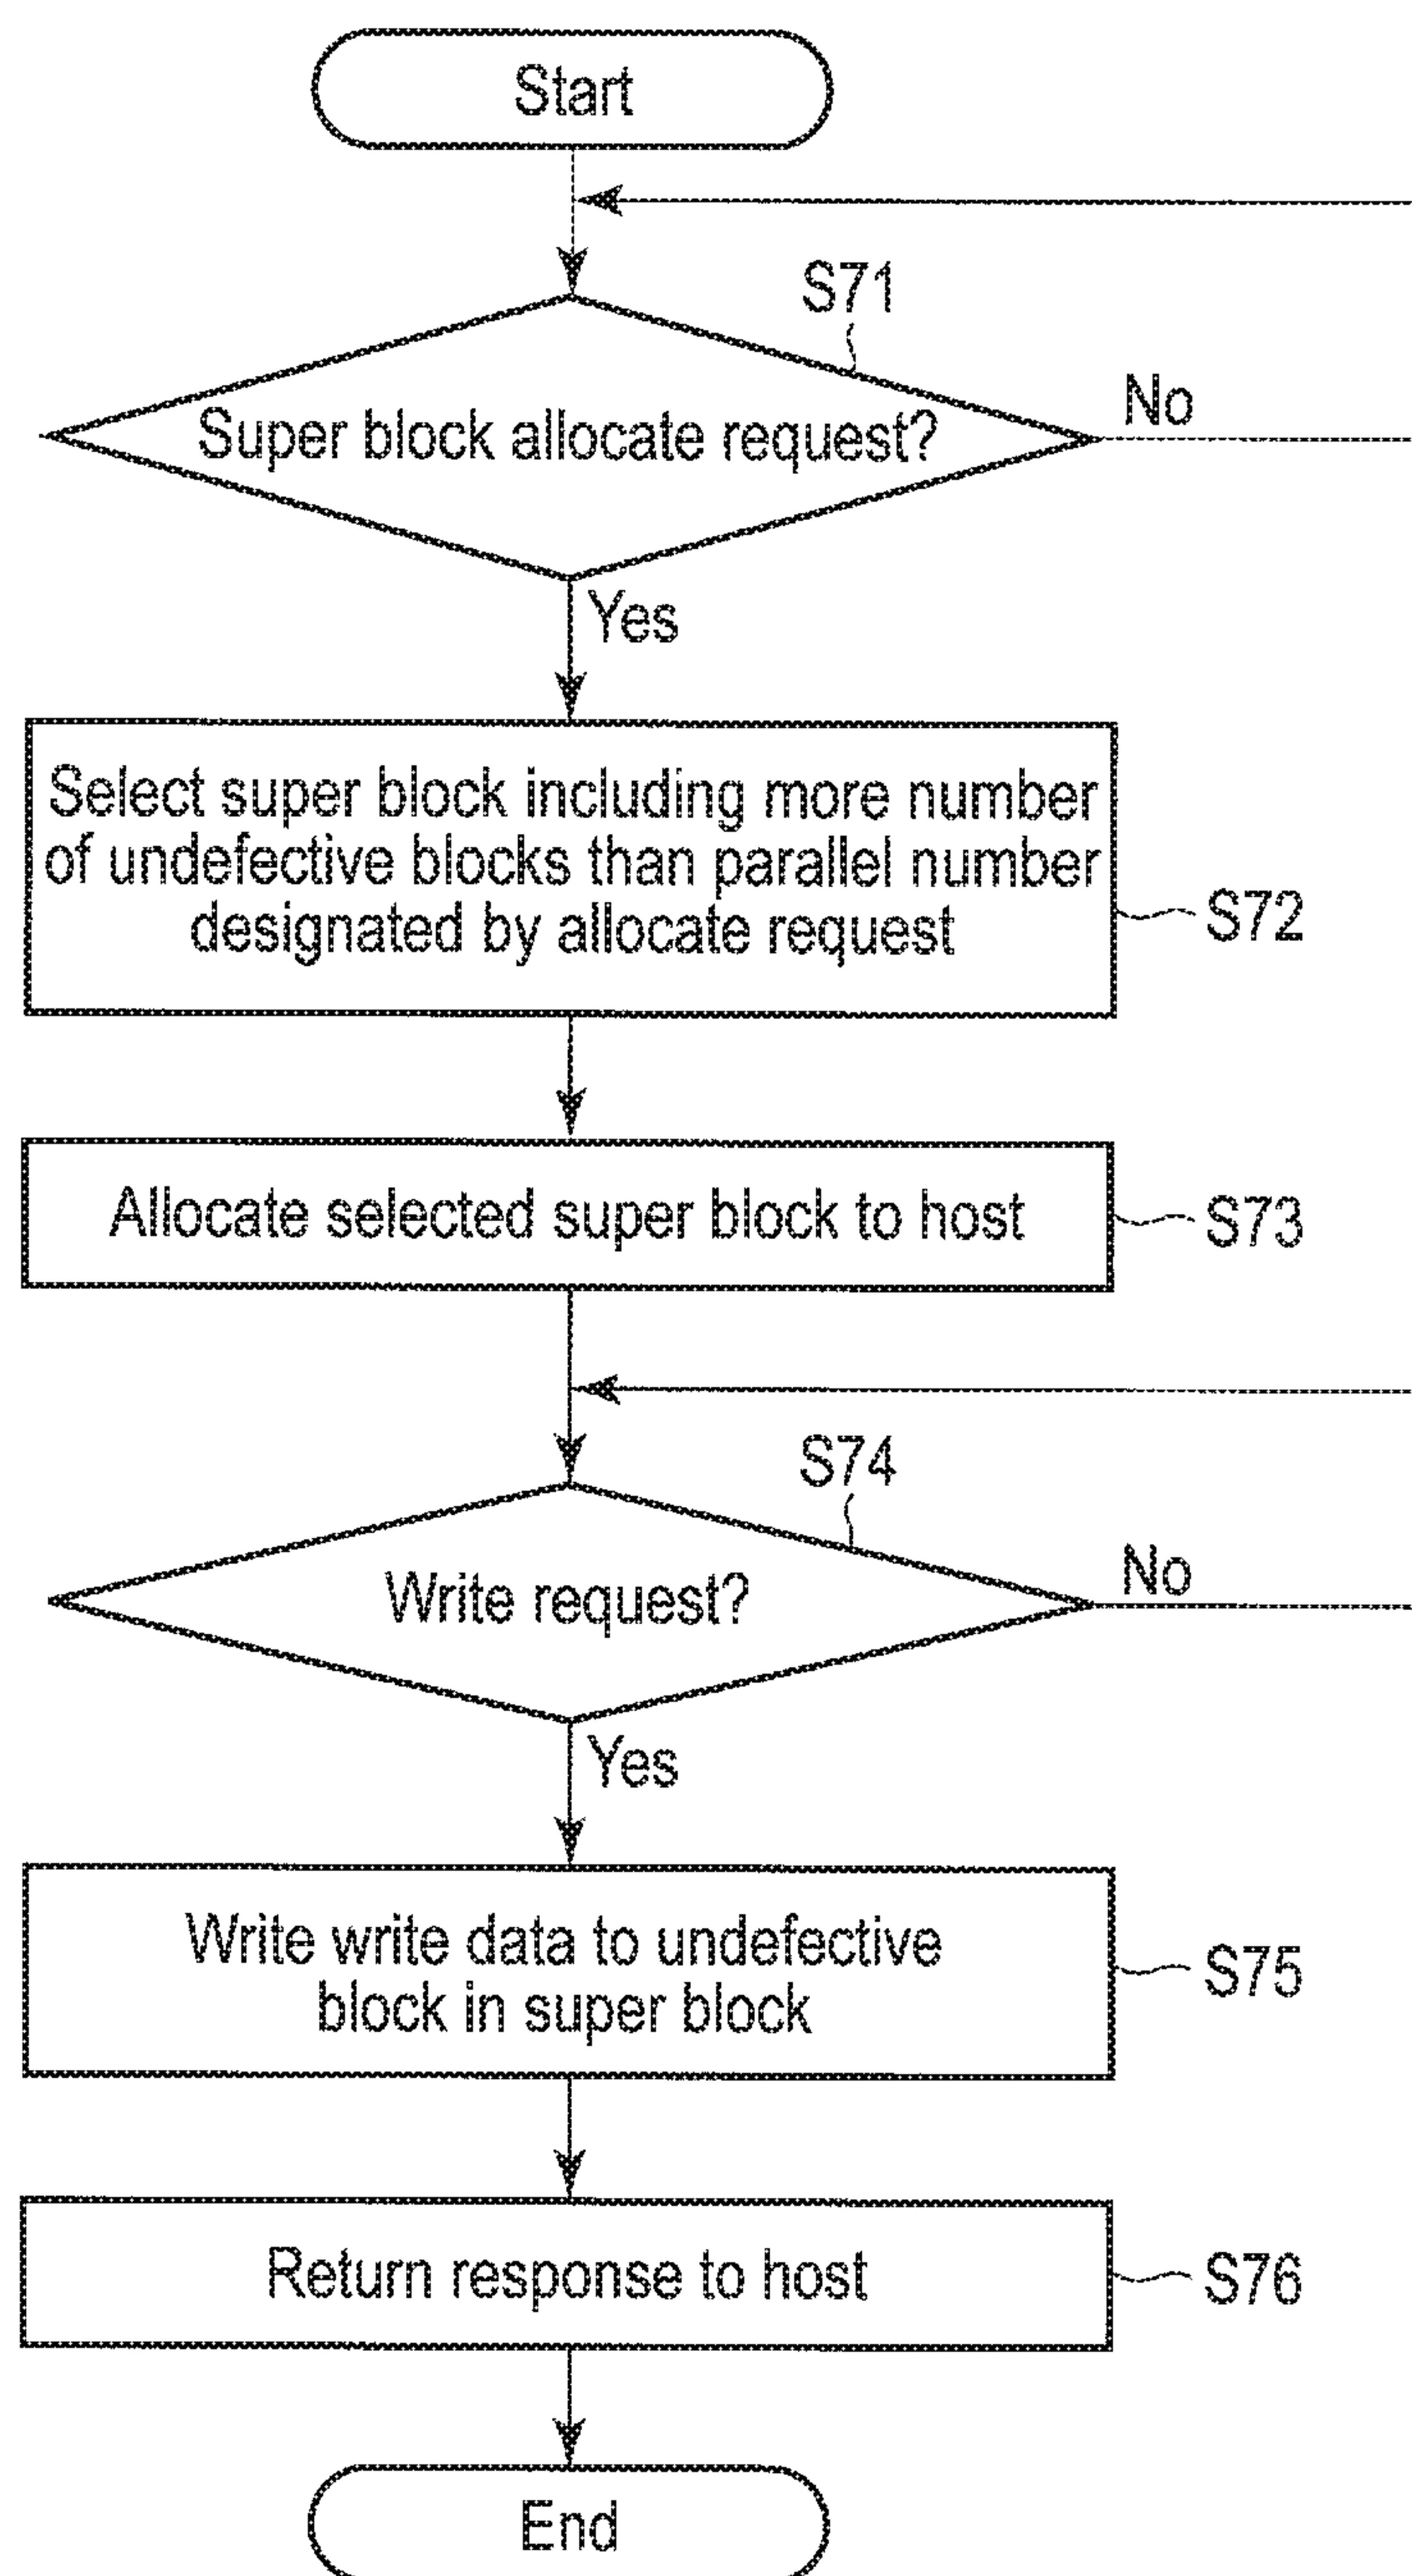 Start
S71
Super block allocate request?
No
Yes
Select super block including more number
of undefective blocks than parallel number
designated by allocate request
S72
Allocate selected super block to host
S73
S74
Write request?
No
Yes
Write write data to undefective
block in super block
S75
Return response to host
S76
End